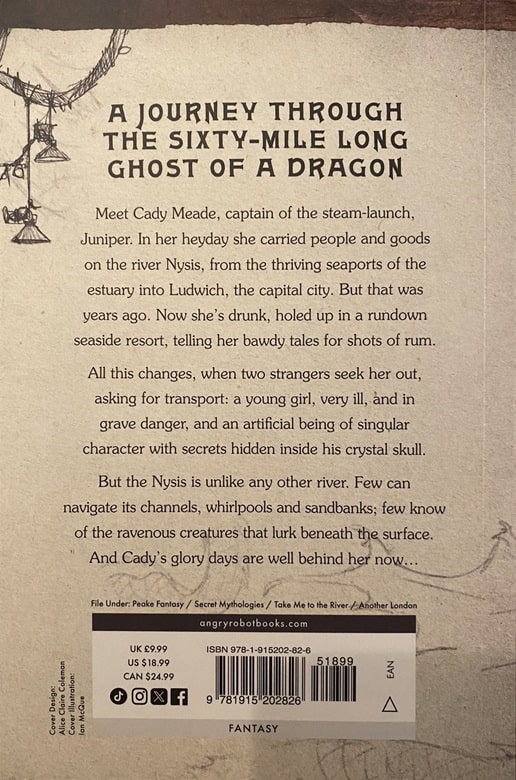 A JOURNEY THROUGH
THE SIXTY-MILE LONG
GHOST OF A DRAGON
Meet Cady Meade, captain of the steam-launch,
Juniper. In her heyday she carried people and goods
on the river Nysis, from the thriving seaports of the
estuary into Ludwich, the capital city. But that was
years ago. Now she's drunk, holed up in a rundown
seaside resort, telling her bawdy tales for shots of rum.
All this changes, when two strangers seek her out,
asking for transport: a young girl, very ill, and in
grave danger, and an artificial being of singular
character with secrets hidden inside his crystal skull.
But the Nysis is unlike any other river. Few can
navigate its channels, whirlpools and sandbanks; few know
of the ravenous creatures that lurk beneath the surface.
And Cady's glory days are well behind her now…
File Under: Peake Fantasy / Secret Mythologies / Take Me to the River / Another London
angryrobotbooks.com
UK £9.99
US $18.99
CAN $24.99
ISBN 978-1-915202-82-6
51899
9 781915 202826
EAN
FANTASY
Cover Design:
Alice Claire Coleman
Cover Illustration:
Ian McQue